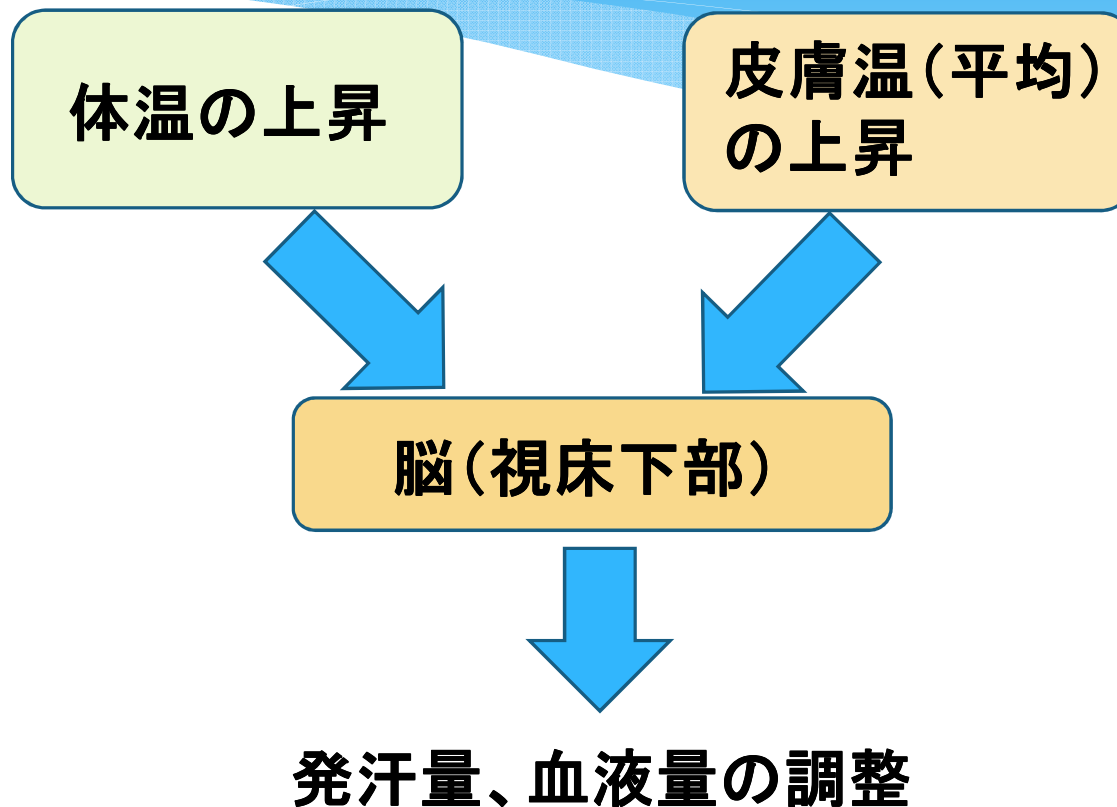 体温の上昇
皮膚温（平均）
の上昇
脳（視床下部）
発汗量、血液量の調整